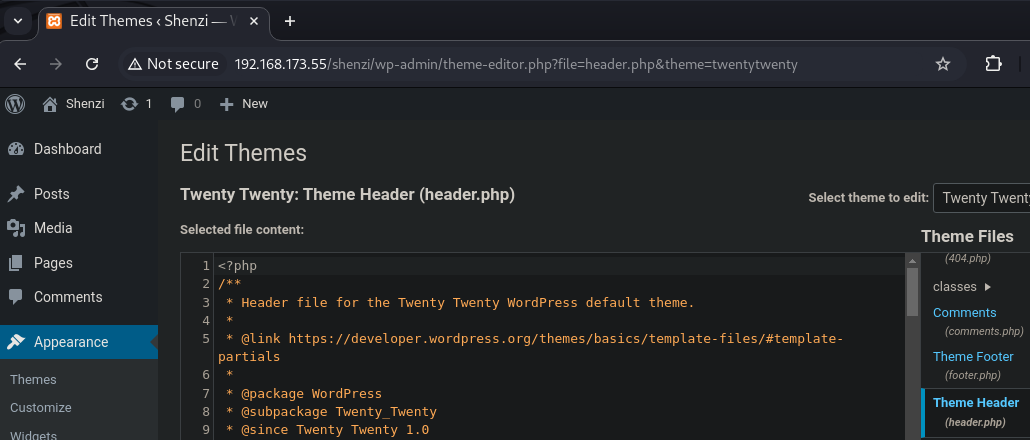 Edit Themes ‹ Shenzi — W
Not secure 192.168.173.55/shenzi/wp-admin/theme-editor.php?file=header.php&theme=twentytwenty
Shenzi 1 0 New
Dashboard
Posts
Media
Pages
Comments
Appearance
Themes
Customize
Widgets
Edit Themes
Twenty Twenty: Theme Header (header.php)
Select theme to edit: Twenty Twenty
Selected file content:
1 <?php
2 /**
3 * Header file for the Twenty Twenty WordPress default theme.
4 *
5 * @link https://developer.wordpress.org/themes/basics/template-files/#template-
partials
6 *
7 * @package WordPress
8 * @subpackage Twenty_Twenty
9 * @since Twenty Twenty 1.0
Theme Files
(404.php)
classes
Comments
(comments.php)
Theme Footer
(footer.php)
Theme Header
(header.php)